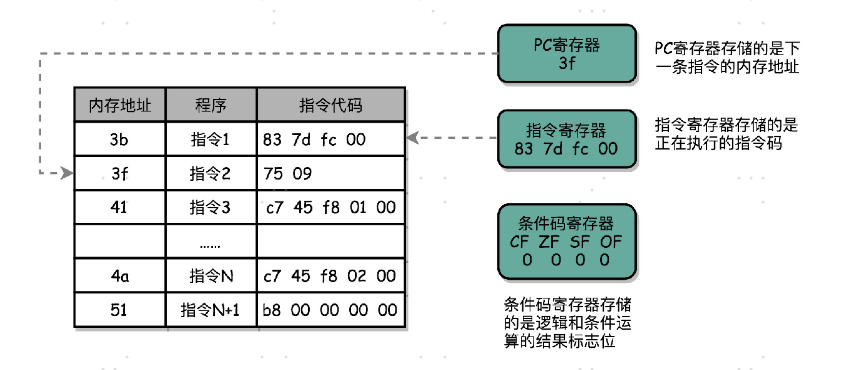 PC寄存器
3f
PC寄存器存储的是下
一条指令的内存地址
内存地址 程序 指令代码
3b 指令1 83 7d fc 00
3f 指令2 75 09
41 指令3 c7 45 f8 01 00
......
4a 指令N c7 45 f8 02 00
51 指令N+1 b8 00 00 00 00
指令寄存器
83 7d fc 00
指令寄存器存储的是
正在执行的指令码
条件码寄存器
CF ZF SF OF
0 0 0 0
条件码寄存器存储
的是逻辑和条件运
算的结果标志位